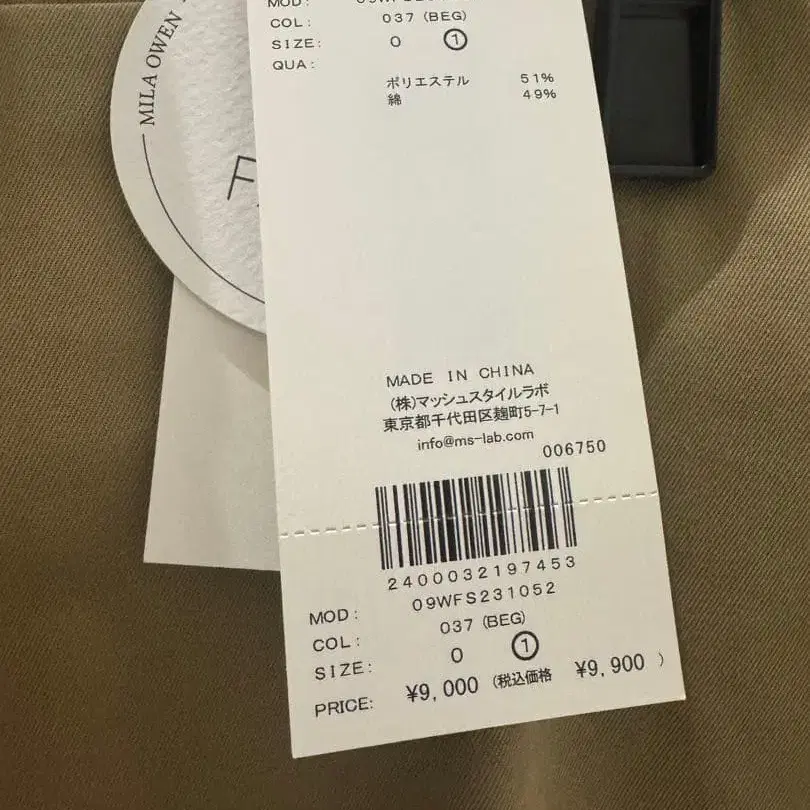 MILA OWEN
F
MOD:
COL: 037 (BEG)
SIZE: 0 ①
QUA:
ポリエステル 51%
綿 49%
MADE IN CHINA
(株)マッシュスタイルラボ
東京都千代田区麹町5-7-1
info@ms-lab.com
006750
2400032197453
MOD: 09WFS231052
COL: 037 (BEG)
SIZE: 0 ①
PRICE: ¥9,000 (税込価格 ¥9,900 )